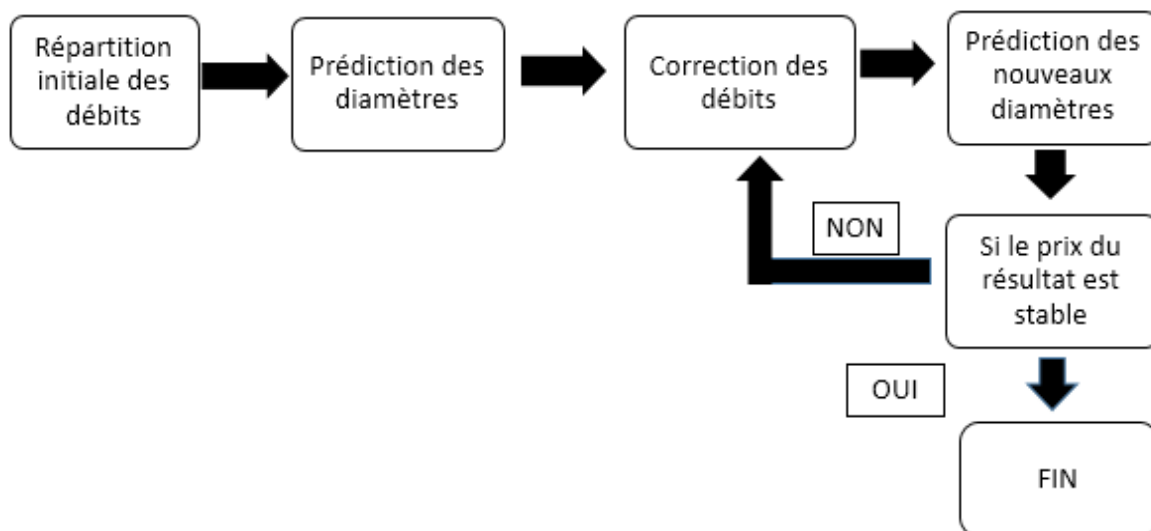 Répartition
initiale des
débits
Prédiction des
diamètres
Correction des
débits
Prédiction des
nouveaux
diamètres
NON
Si le prix du
résultat est
stable
OUI
FIN